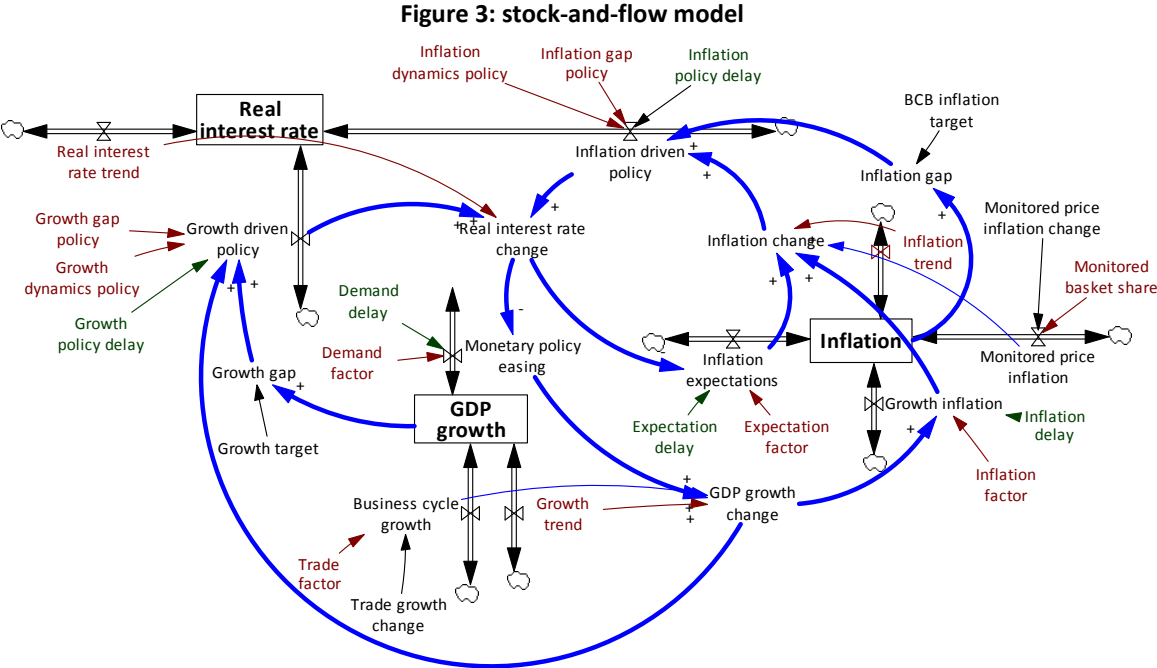 Figure 3: stock-and-flow model
Inflation
dynamics policy
Inflation gap
policy
Inflation
policy delay
BCB inflation
target
Real
interest rate
Real interest
rate trend
Inflation driven
policy
Inflation gap
Growth gap
policy
Growth driven
policy
Growth
dynamics policy
Growth
policy delay
Real interest rate
change
Inflation change
Inflation
trend
Monitored price
inflation change
Monitored
basket share
Demand
delay
Demand
factor
Monetary policy
easing
Inflation
expectations
Inflation
Monitored price
inflation
Growth gap
Growth target
GDP
growth
Expectation
delay
Expectation
factor
Growth inflation
Inflation
delay
Inflation
factor
Business cycle
growth
Growth
trend
GDP growth
change
Trade
factor
Trade growth
change
+
+
+
+
+
+
+
+
+
+
+
-
+
+
+
+
+